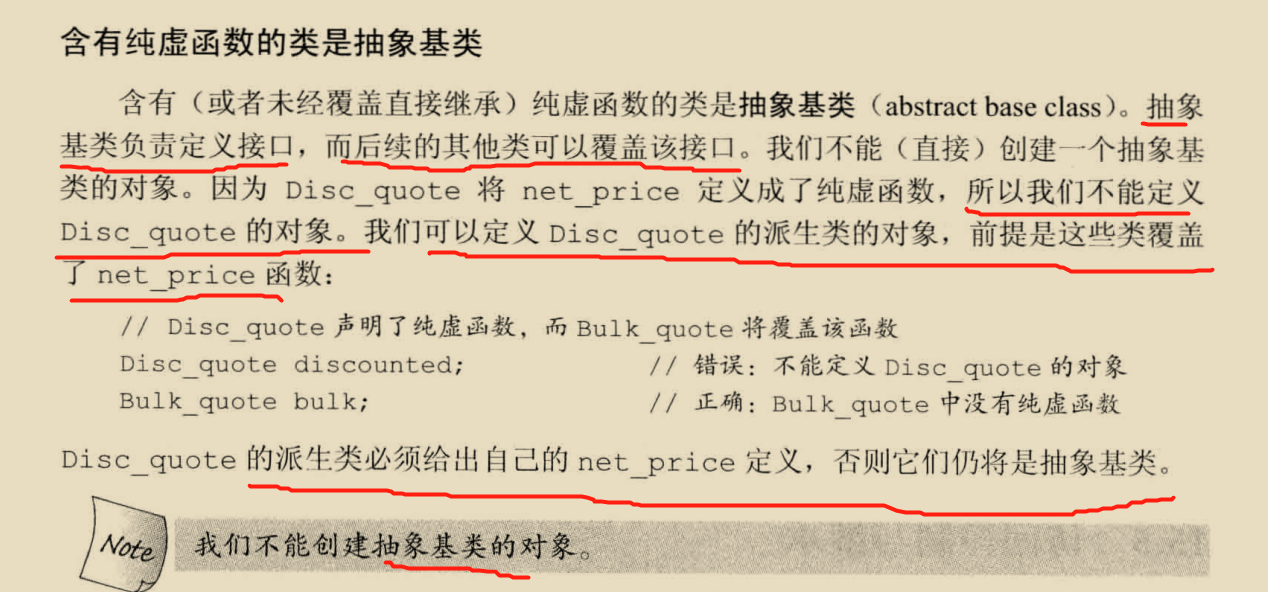 含有纯虚函数的类是抽象基类
含有（或者未经覆盖直接继承）纯虚函数的类是抽象基类（abstract base class）。抽象
基类负责定义接口，而后续的其他类可以覆盖该接口。我们不能（直接）创建一个抽象基
类的对象。因为 Disc_quote 将 net_price 定义成了纯虚函数，所以我们不能定义
Disc_quote 的对象。我们可以定义 Disc_quote 的派生类的对象，前提是这些类覆盖
了 net_price 函数：
// Disc_quote 声明了纯虚函数，而 Bulk_quote 将覆盖该函数
Disc_quote discounted; // 错误：不能定义 Disc_quote 的对象
Bulk_quote bulk; // 正确：Bulk_quote 中没有纯虚函数
Disc_quote 的派生类必须给出自己的 net_price 定义，否则它们仍将是抽象基类。
Note 我们不能创建抽象基类的对象。